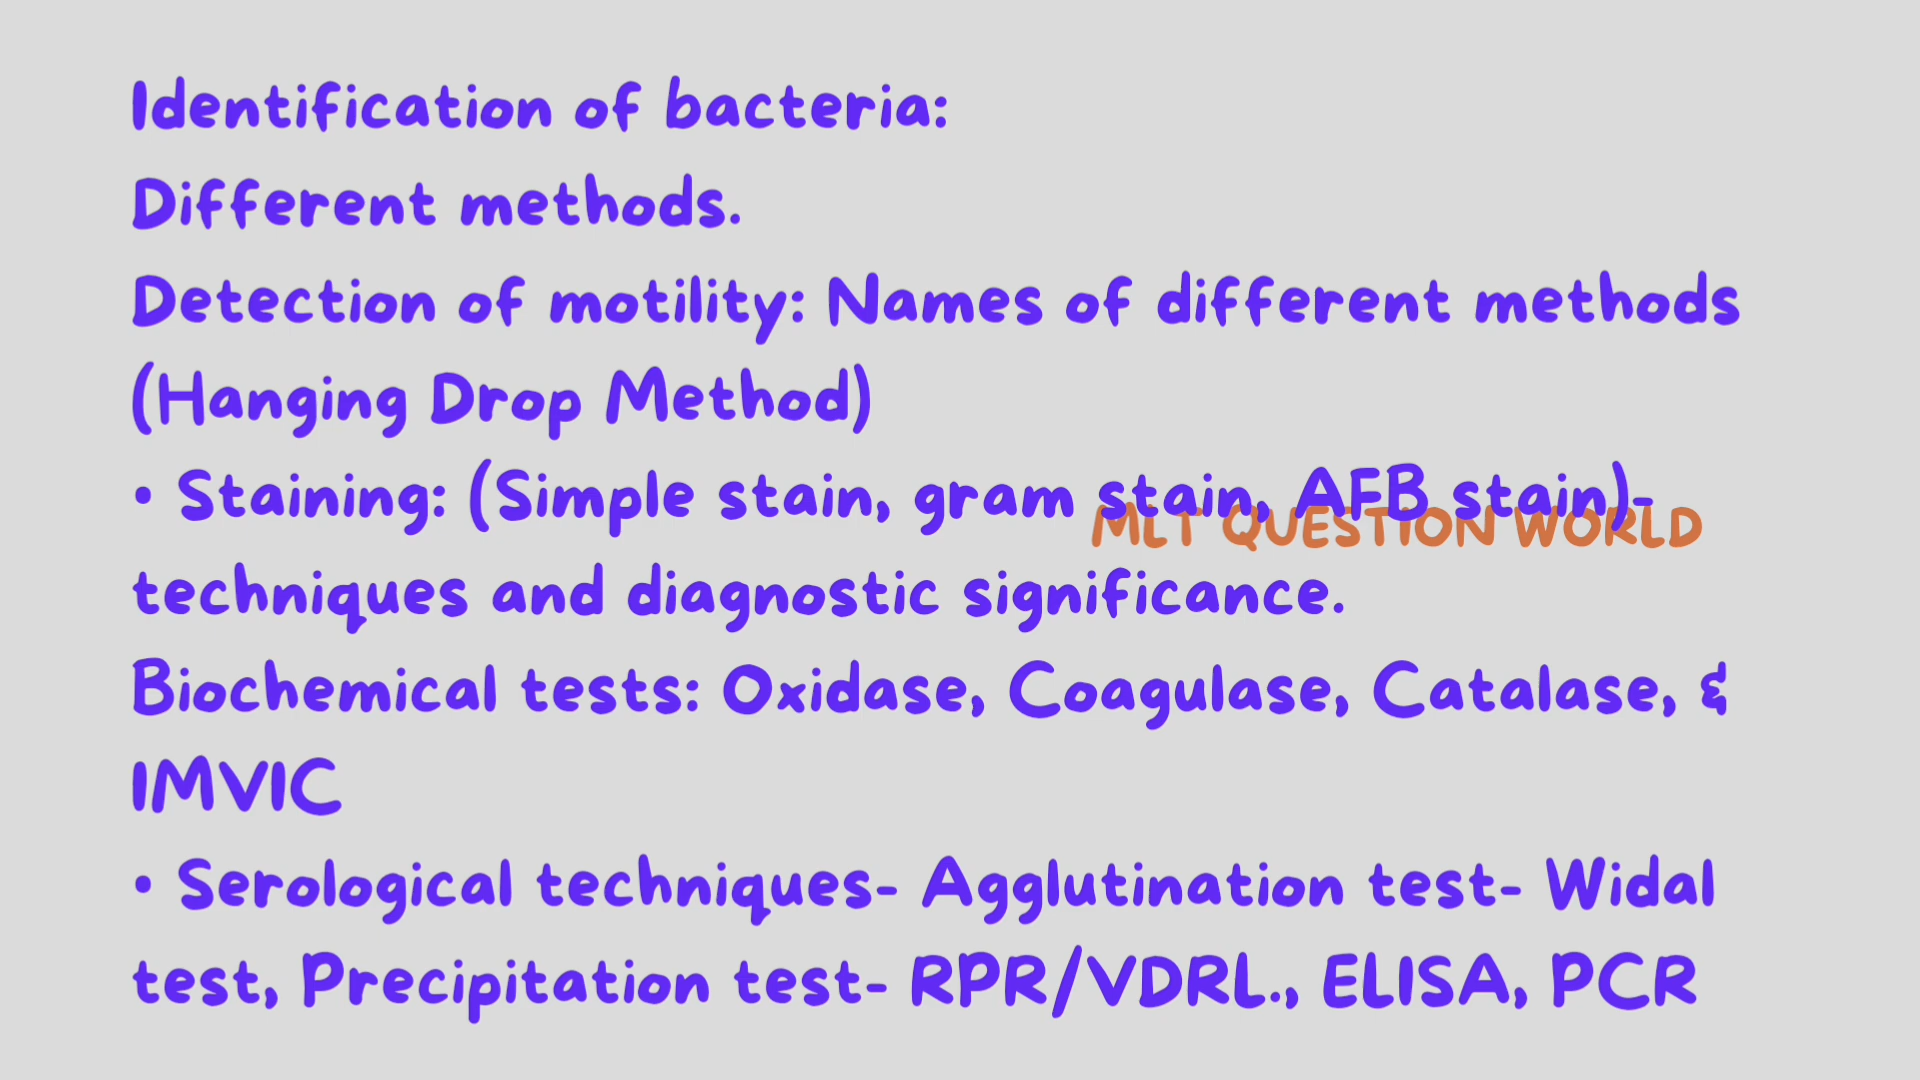 Identification of bacteria:
Different methods.
Detection of motility: Names of different methods
(Hanging Drop Method)
• Staining: (Simple stain, gram stain, AFB stain)-
MLT QUESTION WORLD
techniques and diagnostic significance.
Biochemical tests: Oxidase, Coagulase, Catalase, &
IMVIC
• Serological techniques- Agglutination test- Widal
test, Precipitation test- RPR/VDRL., ELISA, PCR